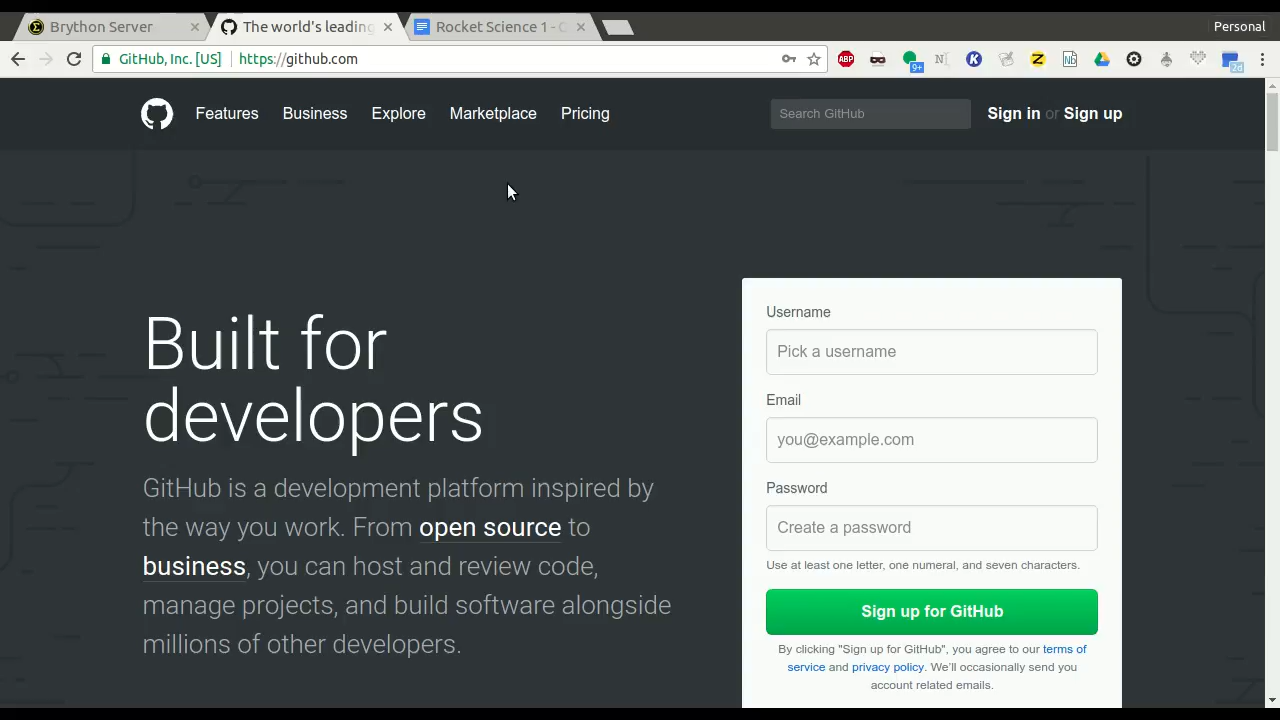 Brython Server
The world's leading
Rocket Science 1 -
Personal
GitHub, Inc. [US]
https://github.com
ABP
9+
N
K
Z
Nb
2d
Features
Business
Explore
Marketplace
Pricing
Search GitHub
Sign in or Sign up
Built for
developers
GitHub is a development platform inspired by
the way you work. From open source to
business, you can host and review code,
manage projects, and build software alongside
millions of other developers.
Username
Pick a username
Email
you@example.com
Password
Create a password
Use at least one letter, one numeral, and seven characters.
Sign up for GitHub
By clicking "Sign up for GitHub", you agree to our terms of
service and privacy policy. We'll occasionally send you
account related emails.